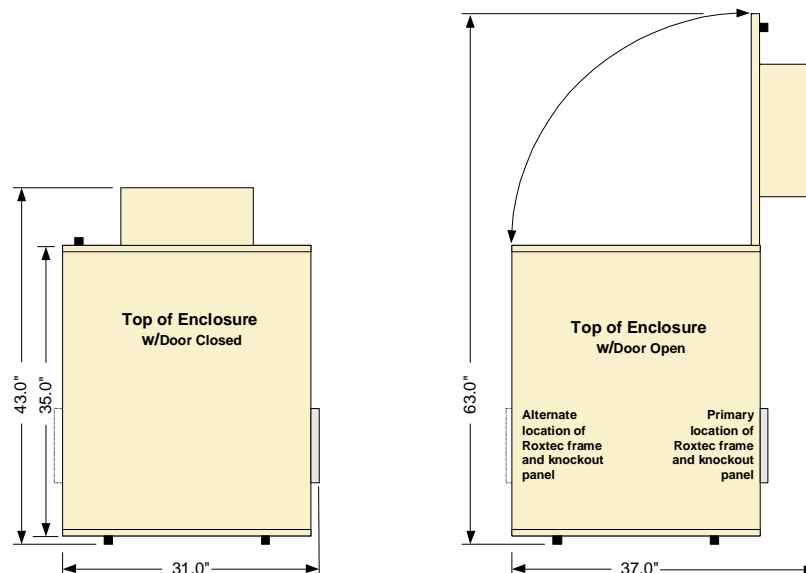 Top of Enclosure
w/Door Closed
43.0"
35.0"
31.0"
63.0"
Top of Enclosure
w/Door Open
Alternate
location of
Roxtec frame
and knockout
panel
Primary
location of
Roxtec frame
and knockout
panel
37.0"